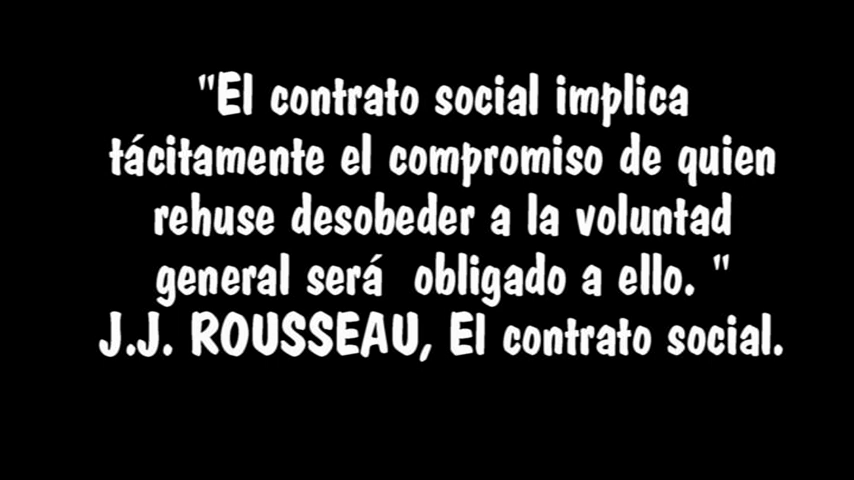 "El contrato social implica
tácitamente el compromiso de quien
rehuse desobeder a la voluntad
general será  obligado a ello. "
J.J. ROUSSEAU, El contrato social.